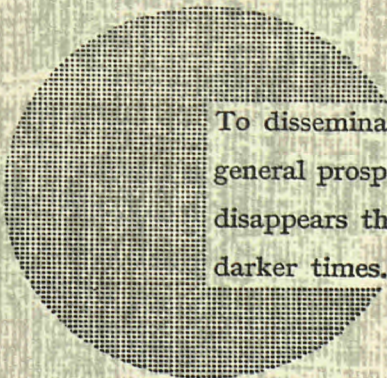 To dissemina
general prosp
disappears th
darker times.